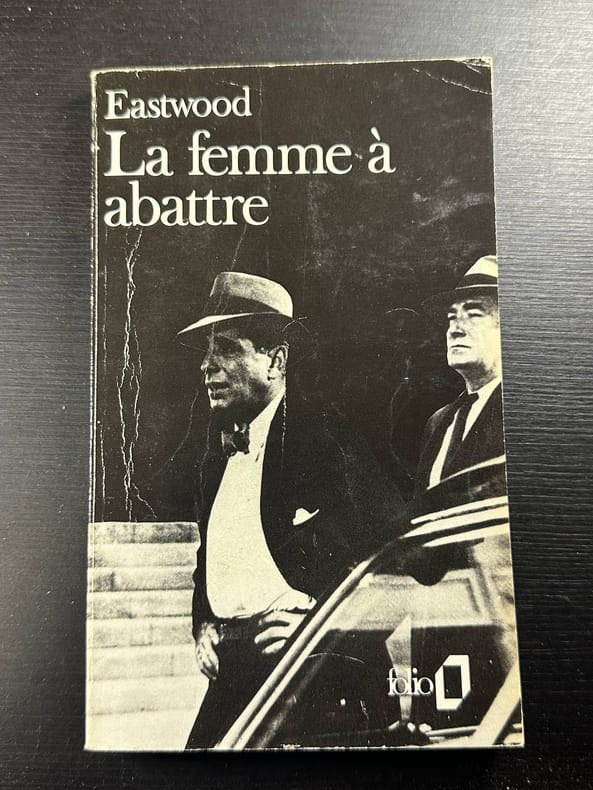 Eastwood
La femme à
abattre
folio